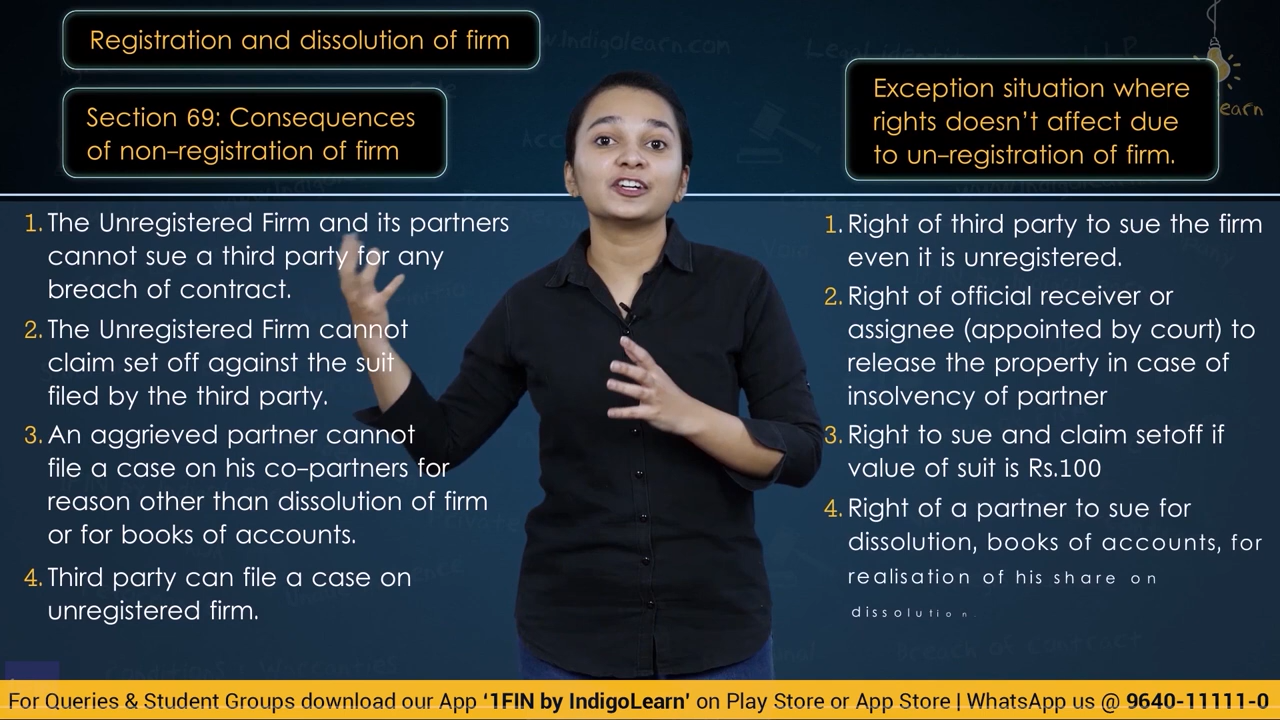 Registration and dissolution of firm
Section 69: Consequences
of non-registration of firm
1. The Unregistered Firm and its partners
cannot sue a third party for any
breach of contract.
2. The Unregistered Firm cannot
claim set off against the suit
filed by the third party.
3. An aggrieved partner cannot
file a case on his co-partners for
reason other than dissolution of firm
or for books of accounts.
4. Third party can file a case on
unregistered firm.
Exception situation where
rights doesn't affect due
to un-registration of firm.
1. Right of third party to sue the firm
even it is unregistered.
2. Right of official receiver or
assignee (appointed by court) to
release the property in case of
insolvency of partner
3. Right to sue and claim setoff if
value of suit is Rs.100
4. Right of a partner to sue for
dissolution, books of accounts, for
realisation of his share on
dissolution.
For Queries & Student Groups download our App '1FIN by IndigoLearn' on Play Store or App Store | WhatsApp us @ 9640-11111-0